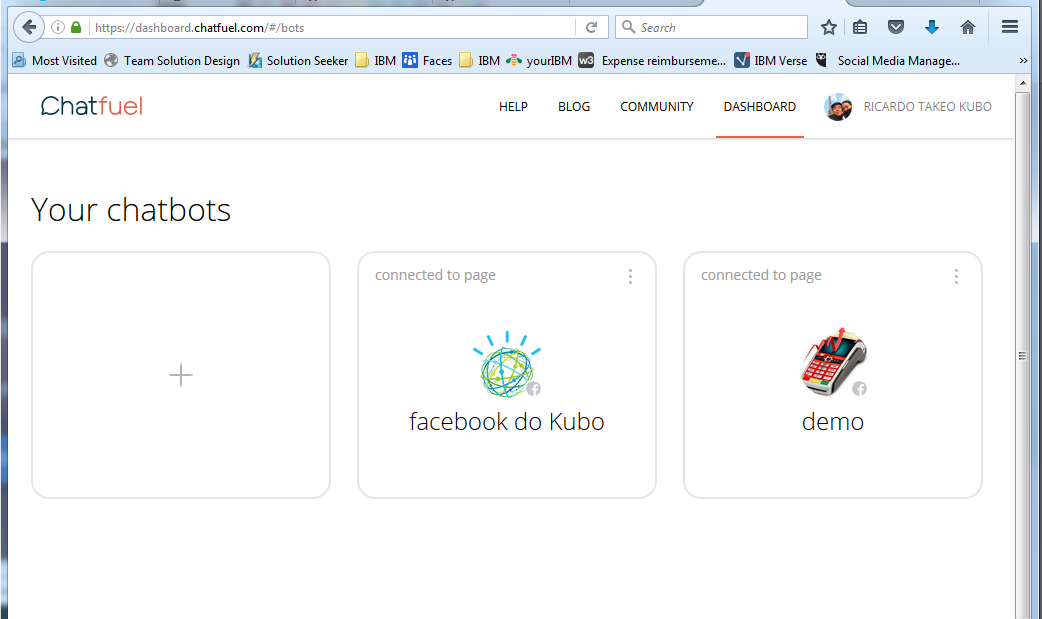 https://dashboard.chatfuel.com/#/bots
Search
Most Visited Team Solution Design Solution Seeker IBM Faces IBM yourIBM w3 Expense reimburseme... IBM Verse Social Media Manage... »
Chatfuel HELP BLOG COMMUNITY DASHBOARD RICARDO TAKEO KUBO
Your chatbots
connected to page connected to page
facebook do Kubo demo